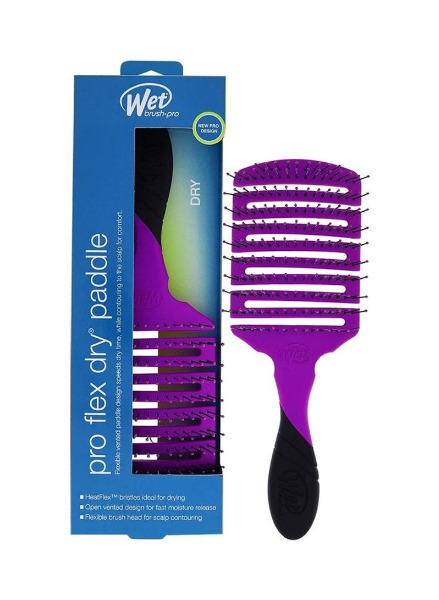 Wet
brush·pro
NEW PRO
DESIGN
DRY
pro flex dry® paddle
Flexible vented paddle design speeds dry time, while contouring to the scalp for comfort.
▪HeatFlex™ bristles ideal for drying
▪Open vented design for fast moisture release
▪Flexible brush head for scalp contouring